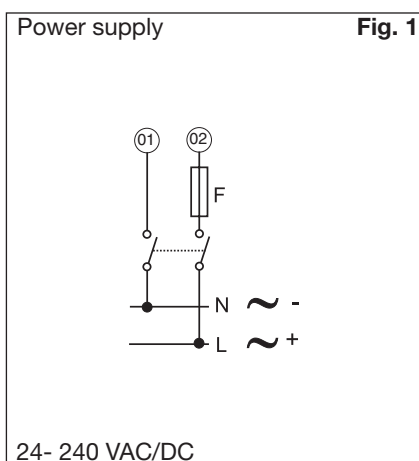 Power supply Fig. 1
01 02
F
N ~ -
L ~ +
24- 240 VAC/DC